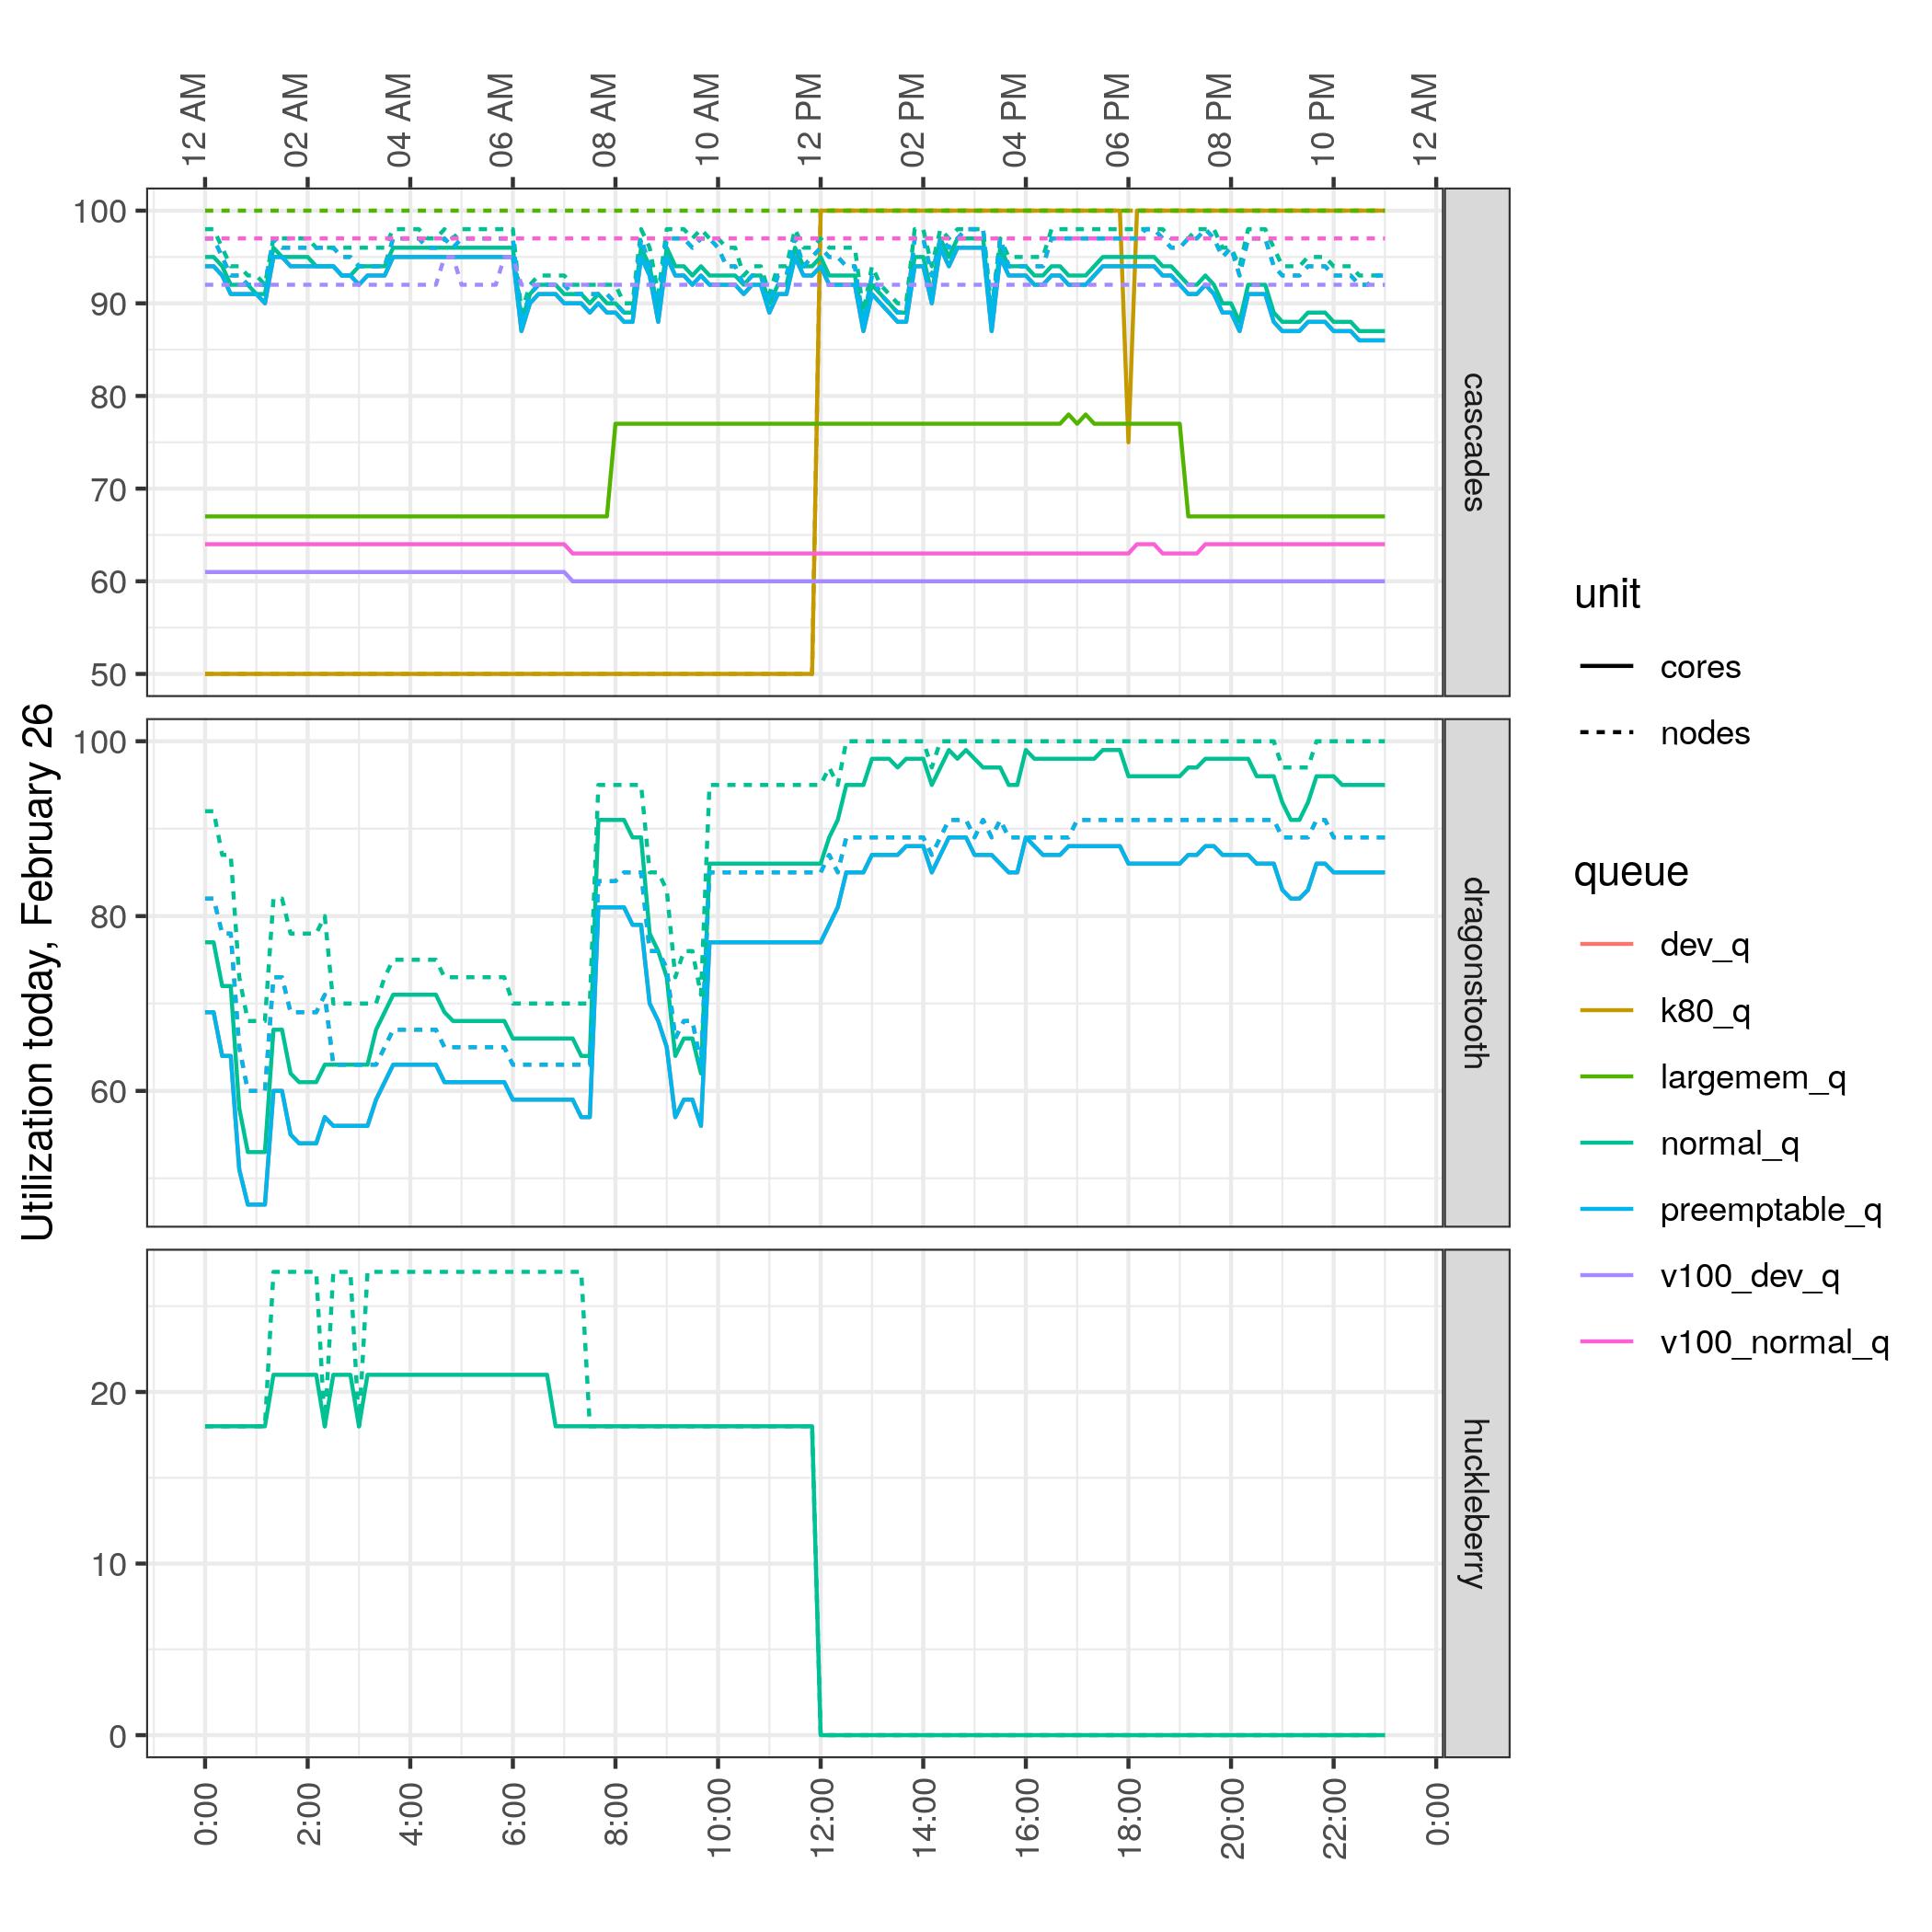 12 AM
02 AM
04 AM
06 AM
08 AM
10 AM
12 PM
02 PM
04 PM
06 PM
08 PM
10 PM
12 AM
Utilization today, February 26
100
90
80
70
60
50
cascades
100
80
60
dragonstooth
20
10
0
huckleberry
0:00
2:00
4:00
6:00
8:00
10:00
12:00
14:00
16:00
18:00
20:00
22:00
0:00
unit
cores
nodes
queue
dev_q
k80_q
largemem_q
normal_q
preemptable_q
v100_dev_q
v100_normal_q